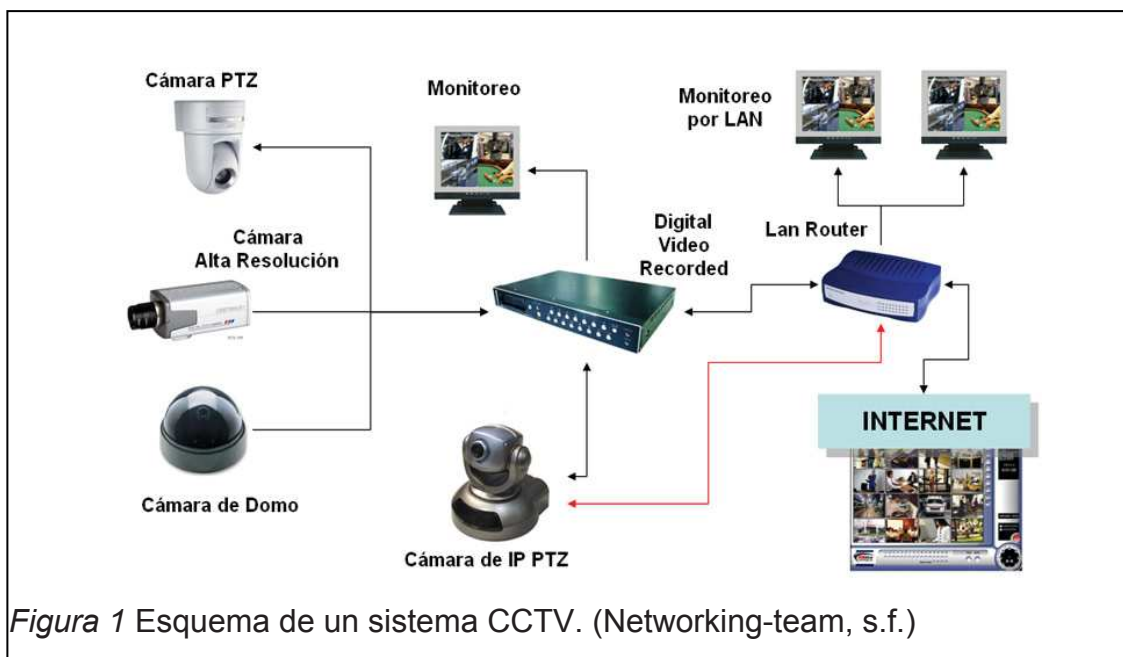 Cámara PTZ
Monitoreo
Monitoreo
por LAN
Cámara
Alta Resolución
Digital
Video
Recorded
Lan Router
INTERNET
Cámara de Domo
Cámara de IP PTZ
Figura 1 Esquema de un sistema CCTV. (Networking-team, s.f.)